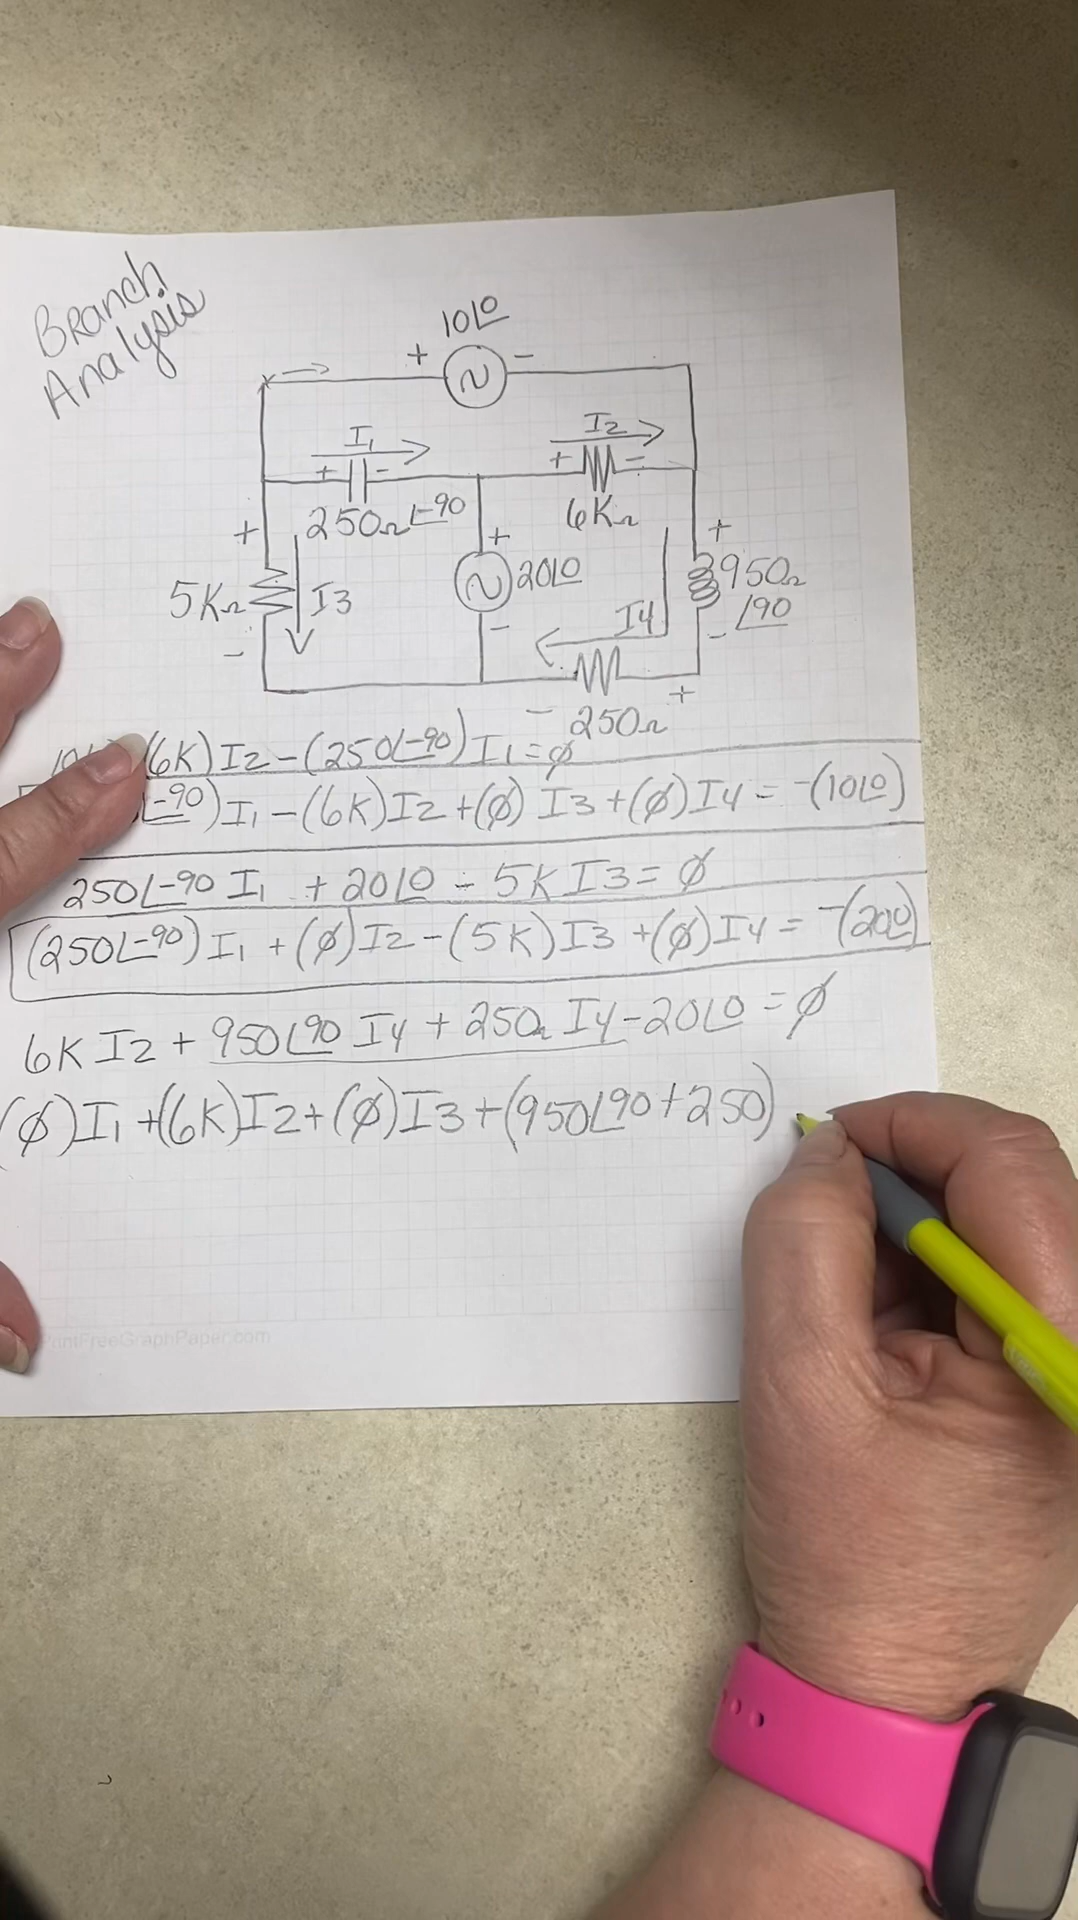 Branch
Analysis
10∠0
+ -
I1
I2
+ -
+ -
250Ω∠-90
6KΩ
+
+
+
5KΩ
I3
20∠0
950Ω
∠90
I4
-
-
-
- 250Ω +
6K)I2-(250∠-90)I1=∅
∠-90)I1-(6K)I2+(∅)I3+(∅)I4=-(10∠0)
250∠-90 I1 + 20∠0 - 5K I3=∅
(250∠-90)I1+(∅)I2-(5K)I3+(∅)I4=-(20∠0)
6K I2+950∠90 I4+250Ω I4-20∠0=∅
(∅)I1+(6K)I2+(∅)I3+(950∠90+250)
PrintFreeGraphPaper.com